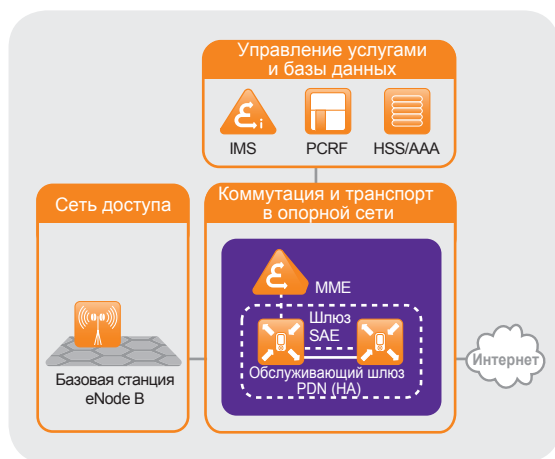 Управление услугами
и базы данных
IMS
PCRF
HSS/AAA
Сеть доступа
Коммутация и транспорт
в опорной сети
MME
Шлюз
SAE
Обслуживающий шлюз
PDN (HA)
Базовая станция
eNode B
Интернет